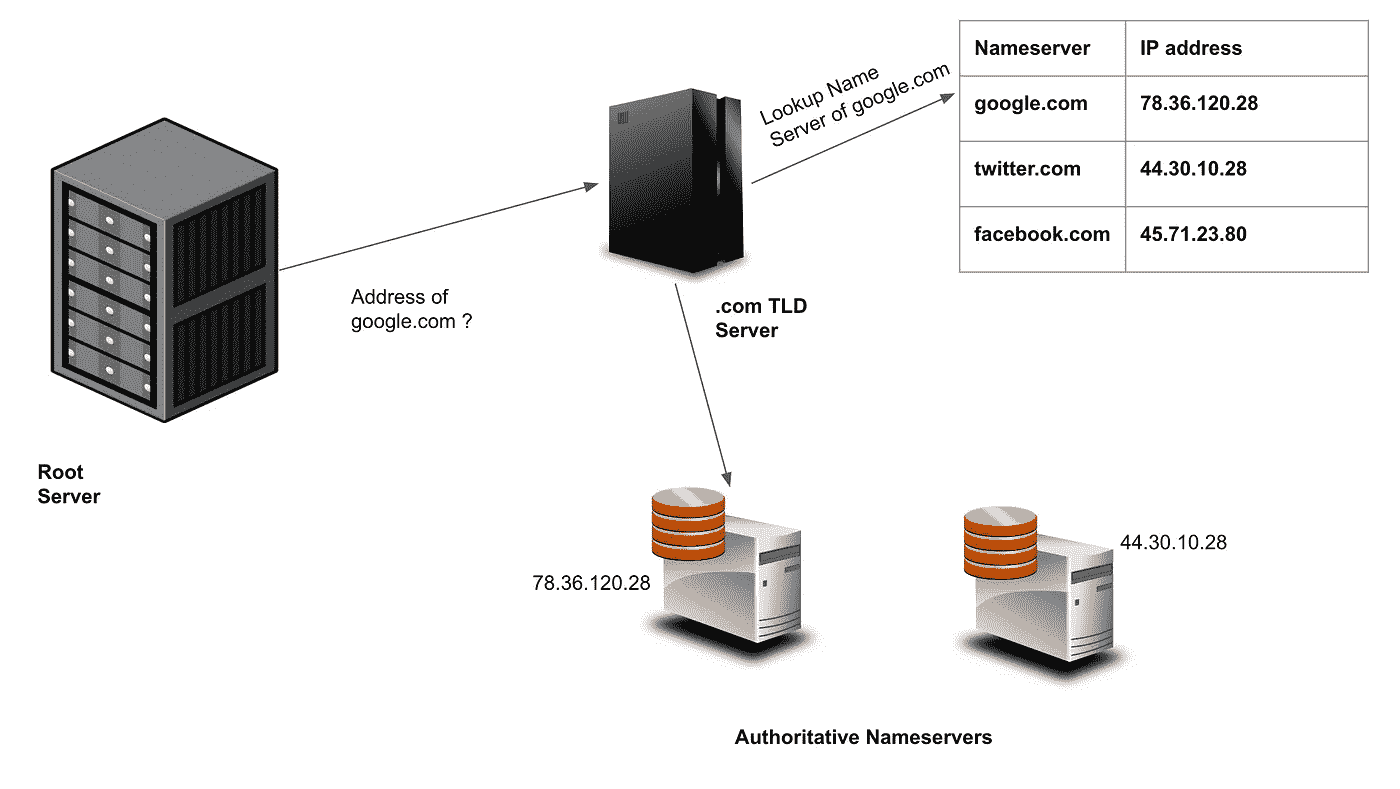 Nameserver IP address
google.com 78.36.120.28
twitter.com 44.30.10.28
facebook.com 45.71.23.80
Lookup Name
Server of google.com
Address of
google.com ?
.com TLD
Server
Root
Server
78.36.120.28
44.30.10.28
Authoritative Nameservers